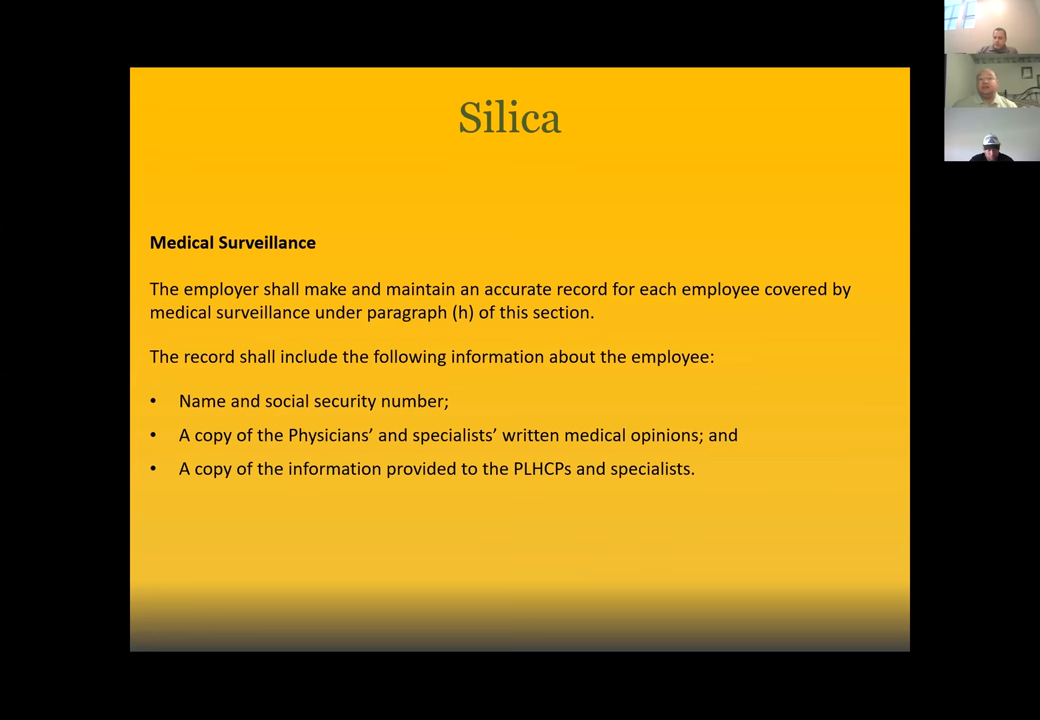 Silica
Medical Surveillance
The employer shall make and maintain an accurate record for each employee covered by
medical surveillance under paragraph (h) of this section.
The record shall include the following information about the employee:
• Name and social security number;
• A copy of the Physicians’ and specialists’ written medical opinions; and
• A copy of the information provided to the PLHCPs and specialists.